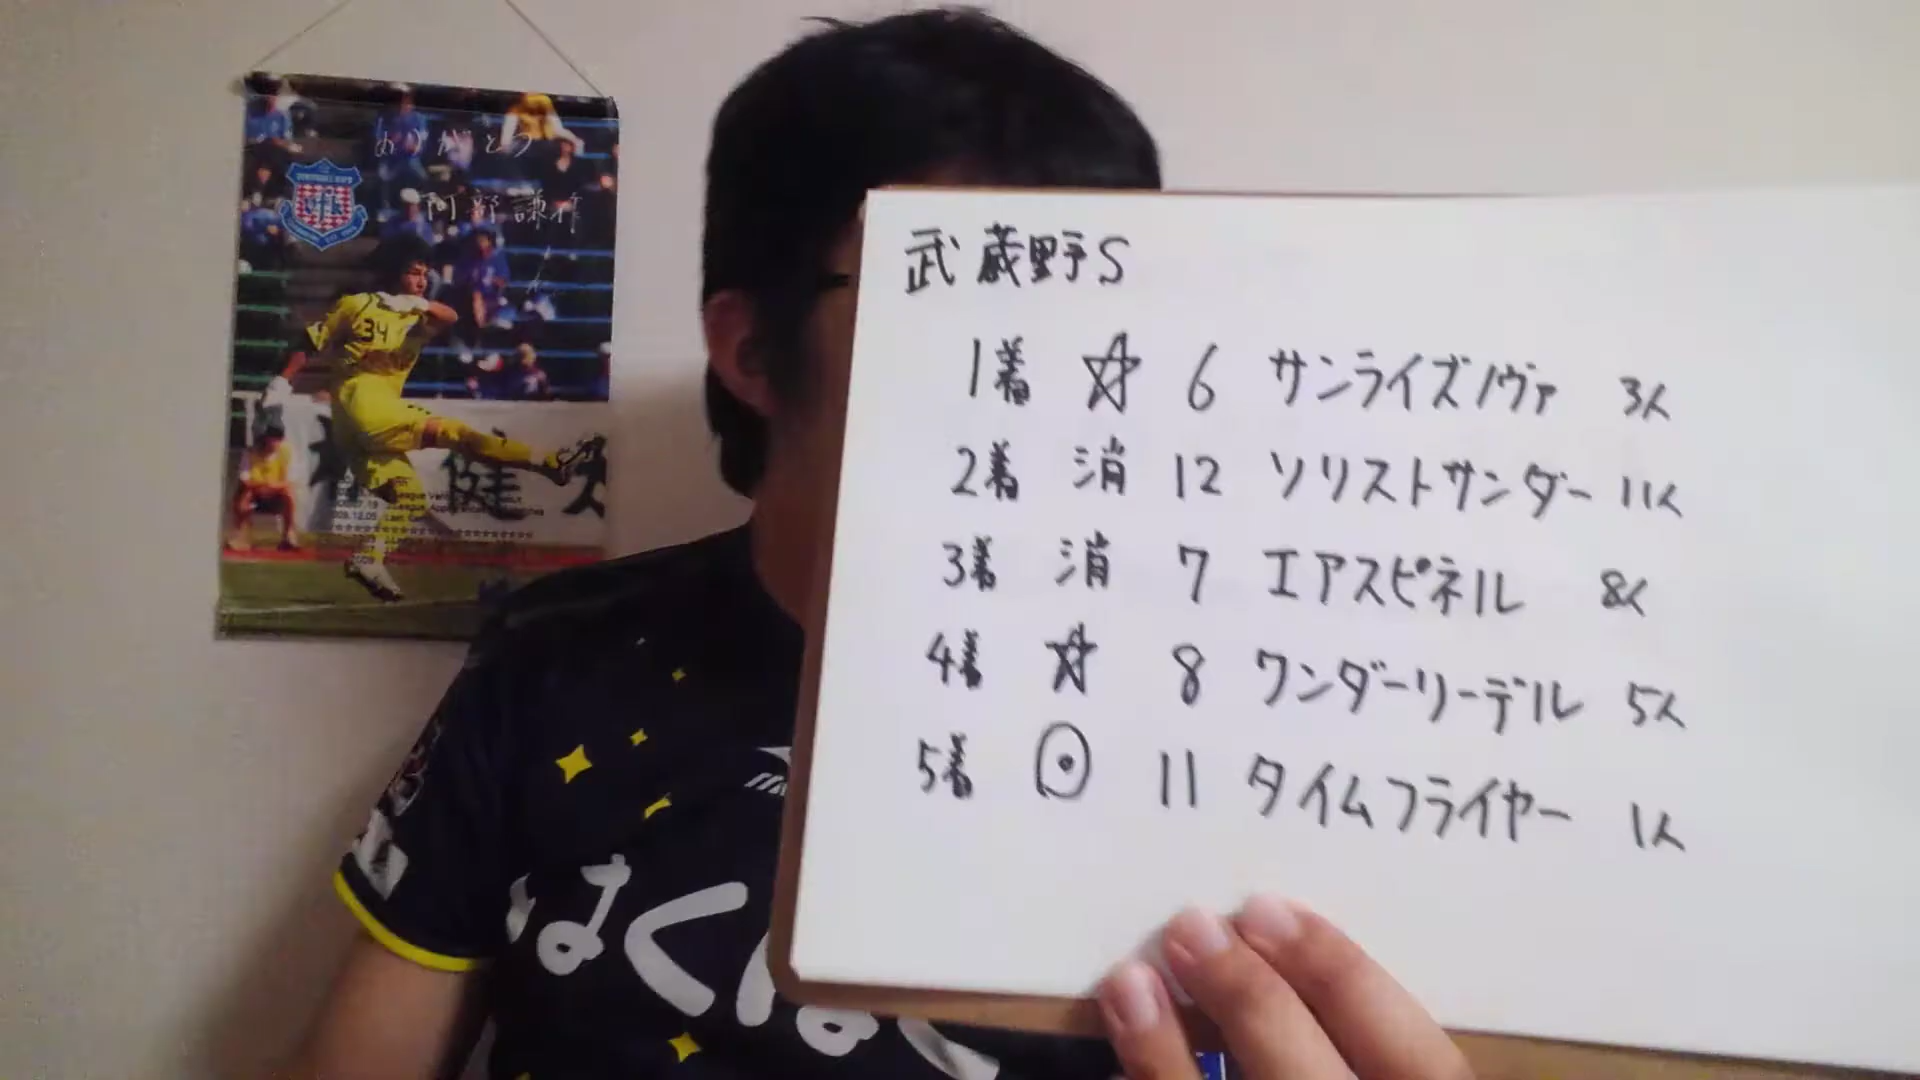 ありがとう
阿部謙作
34
武蔵野S
1着 ☆ 6 サンライズノヴァ 3人
2着 消 12 ソリストサンダー 11人
3着 消 7 エアスピネル 8人
4着 ☆ 8 ワンダーリーデル 5人
5着 ◎ 11 タイムフライヤー 1人
はくば